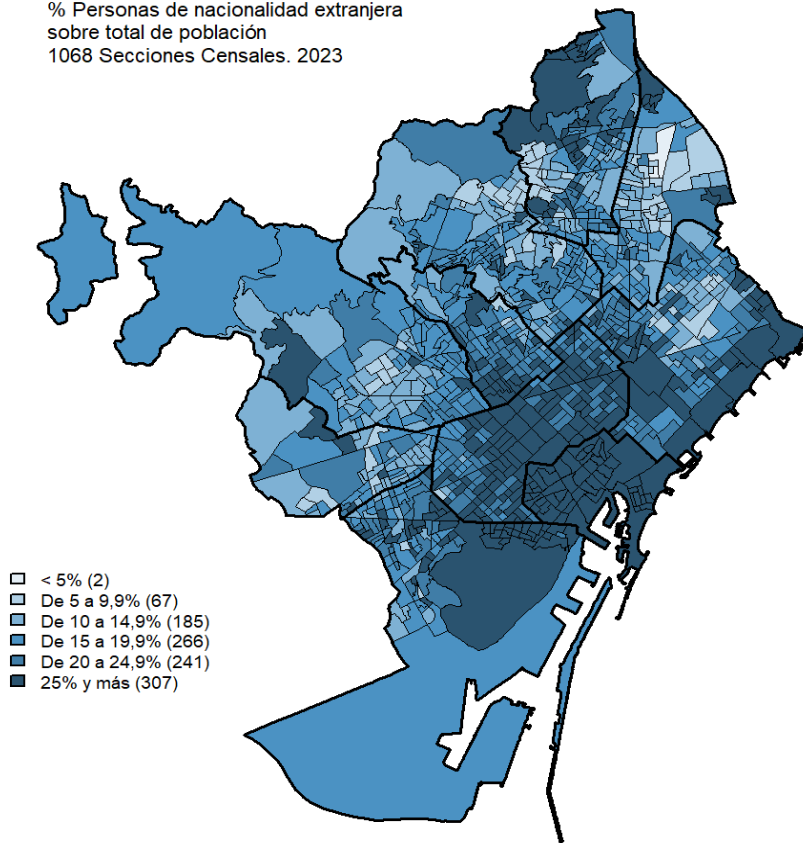 % Personas de nacionalidad extranjera
sobre total de población
1068 Secciones Censales. 2023
< 5% (2)
De 5 a 9,9% (67)
De 10 a 14,9% (185)
De 15 a 19,9% (266)
De 20 a 24,9% (241)
25% y más (307)